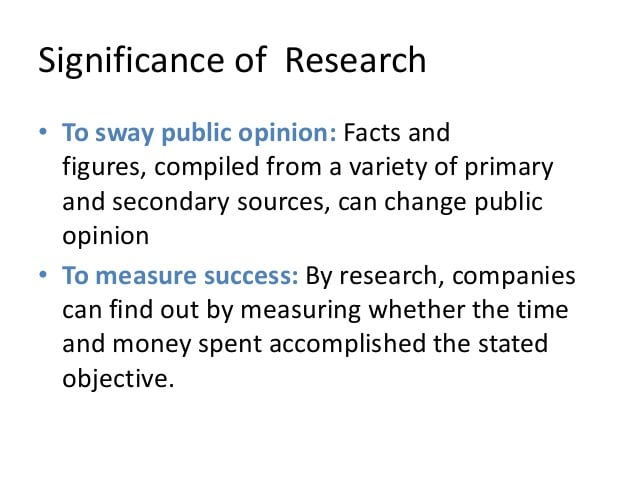 Significance of  Research
• To sway public opinion: Facts and
figures, compiled from a variety of primary
and secondary sources, can change public
opinion
• To measure success: By research, companies
can find out by measuring whether the time
and money spent accomplished the stated
objective.